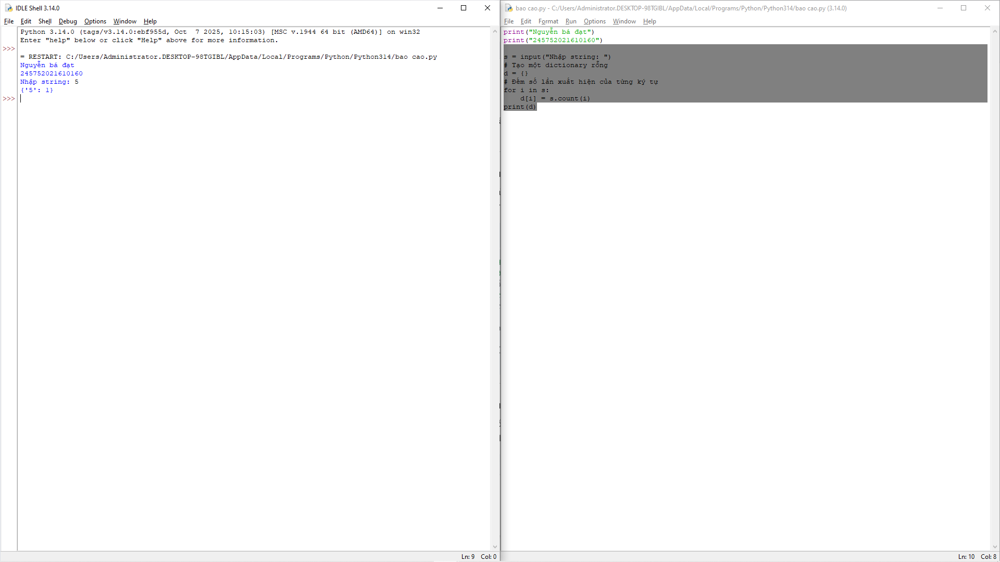 IDLE Shell 3.14.0
File Edit Shell Debug Options Window Help
Python 3.14.0 (tags/v3.14.0:ebf955d, Oct  7 2025, 10:15:03) [MSC v.1944 64 bit (AMD64)] on win32
Enter "help" below or click "Help" above for more information.
>>>
= RESTART: C:/Users/Administrator.DESKTOP-98TGIBL/AppData/Local/Programs/Python/Python314/bao cao.py
Nguyễn bá đạt
245752021610160
Nhập string: 5
{'5': 1}
>>>
Ln: 9 Col: 0
bao cao.py - C:/Users/Administrator.DESKTOP-98TGIBL/AppData/Local/Programs/Python/Python314/bao cao.py (3.14.0)
File Edit Format Run Options Window Help
print("Nguyễn bá đạt")
print("245752021610160")
s = input("Nhập string: ")
# Tạo một dictionary rỗng
d = {}
# Đếm số lần xuất hiện của từng ký tự
for i in s:
    d[i] = s.count(i)
print(d)
Ln: 10 Col: 8